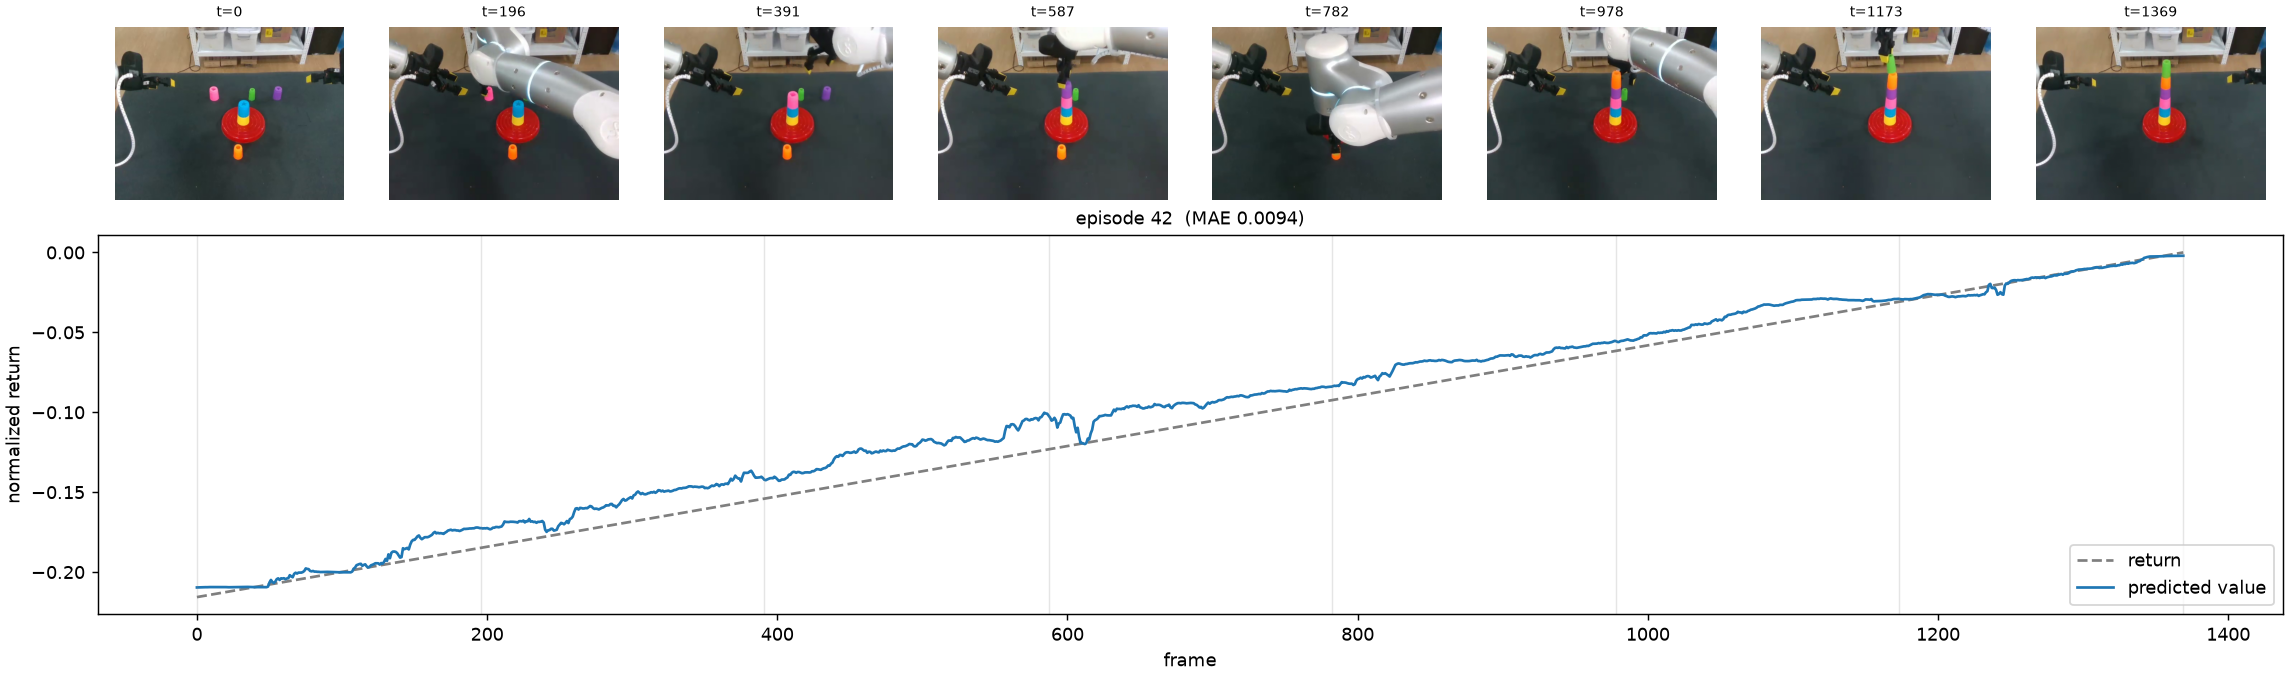 t=0
t=196
t=391
t=587
t=782
t=978
t=1173
t=1369
episode 42  (MAE 0.0094)
normalized return
0.00
−0.05
−0.10
−0.15
−0.20
0
200
400
600
800
1000
1200
1400
frame
return
predicted value